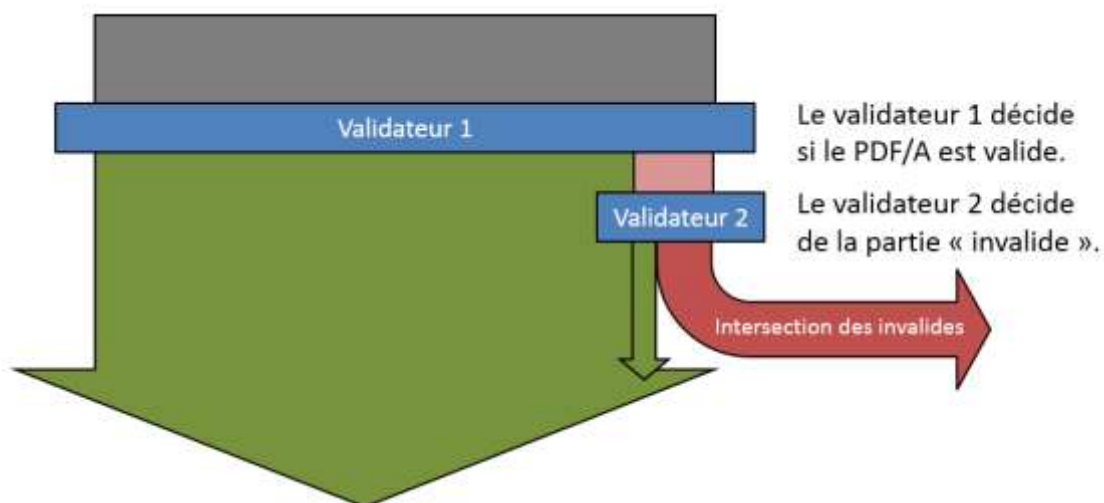 Validateur 1
Le validateur 1 décide
si le PDF/A est valide.
Validateur 2
Le validateur 2 décide
de la partie « invalide ».
Intersection des invalides